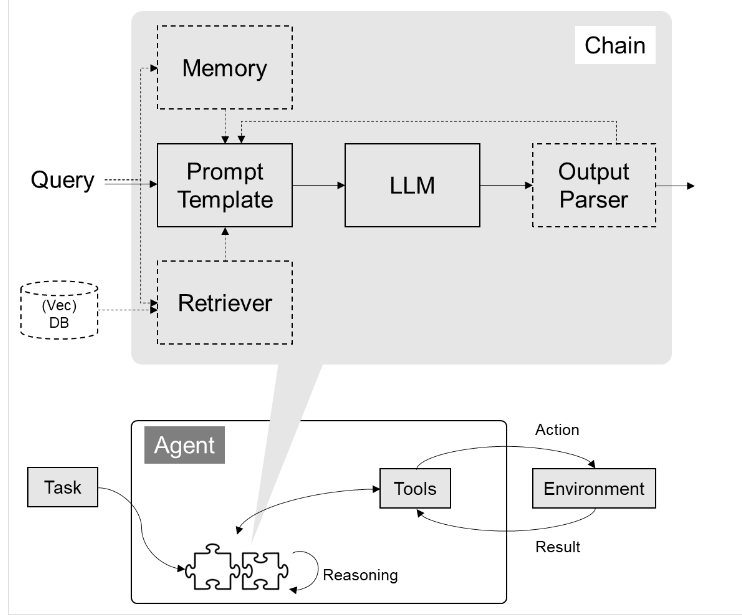 Chain
Memory
Query
Prompt
Template
LLM
Output
Parser
(Vec)
DB
Retriever
Agent
Action
Task
Tools
Environment
Reasoning
Result